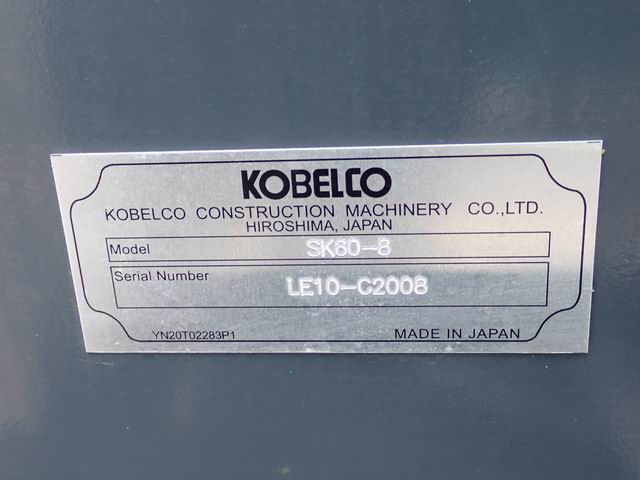 KOBELCO
KOBELCO CONSTRUCTION MACHINERY CO.,LTD.
HIROSHIMA, JAPAN
Model SK60-8
Serial Number LE10-C2008
YN20T02283P1 MADE IN JAPAN